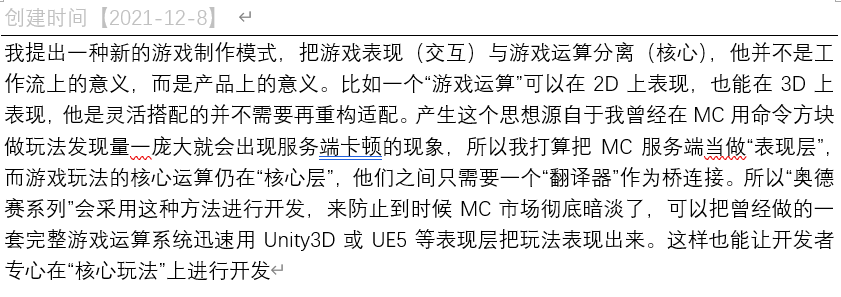 创建时间【2021-12-8】 ↵
我提出一种新的游戏制作模式，把游戏表现（交互）与游戏运算分离（核心），他并不是工
作流上的意义，而是产品上的意义。比如一个“游戏运算”可以在 2D 上表现，也能在 3D 上
表现，他是灵活搭配的并不需要再重构适配。产生这个思想源自于我曾经在 MC 用命令方块
做玩法发现量一庞大就会出现服务端卡顿的现象，所以我打算把 MC 服务端当做“表现层”，
而游戏玩法的核心运算仍在“核心层”，他们之间只需要一个“翻译器”作为桥连接。所以“奥德
赛系列”会采用这种方法进行开发，来防止到时候 MC 市场彻底暗淡了，可以把曾经做的一
套完整游戏运算系统迅速用 Unity3D 或 UE5 等表现层把玩法表现出来。这样也能让开发者
专心在“核心玩法”上进行开发↵